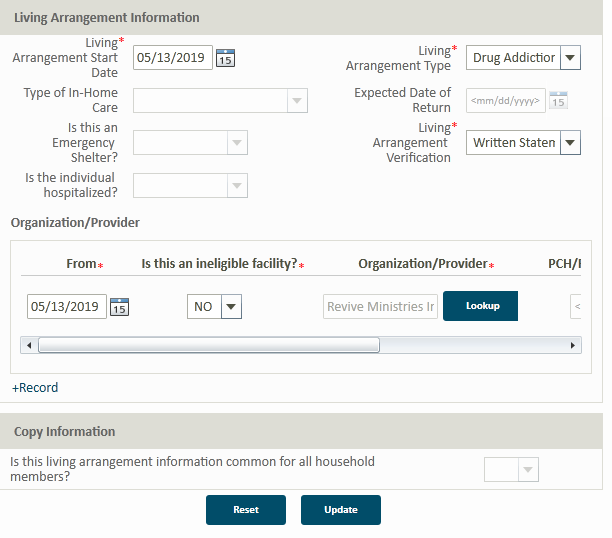 Living Arrangement Information
Living*
Arrangement Start
Date
05/13/2019
15
Living*
Arrangement Type
Drug Addictior
Type of In-Home
Care
Expected Date of
Return
<mm/dd/yyyy>
15
Is this an
Emergency
Shelter?
Living*
Arrangement
Verification
Written Staten
Is the individual
hospitalized?
Organization/Provider
From* Is this an ineligible facility?* Organization/Provider* PCH/
05/13/2019 15 NO Revive Ministries Ir Lookup <
+Record
Copy Information
Is this living arrangement information common for all household
members?
Reset Update